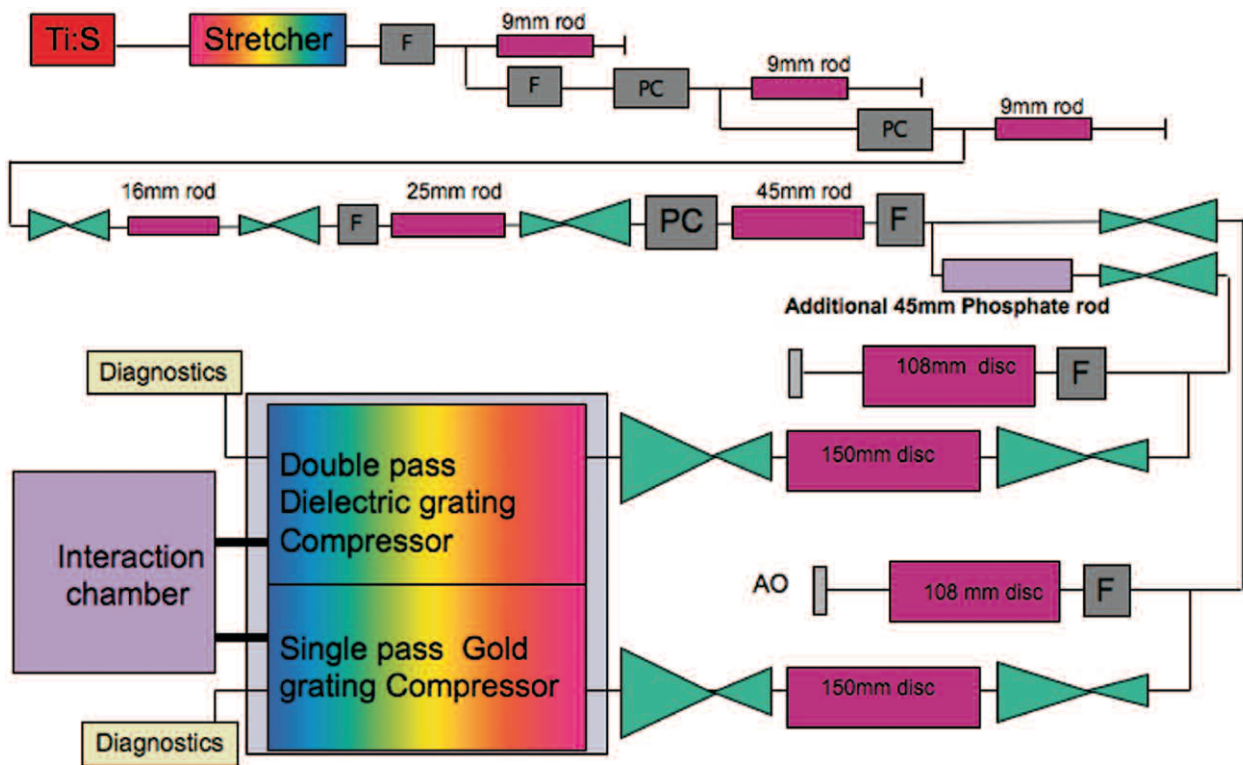 Ti:S
Stretcher
F
9mm rod
F
PC
9mm rod
PC
9mm rod
16mm rod
F
25mm rod
PC
45mm rod
F
Additional 45mm Phosphate rod
Diagnostics
108mm disc
F
150mm disc
Double pass
Dielectric grating
Compressor
Interaction
chamber
AO
108 mm disc
F
Single pass Gold
grating Compressor
150mm disc
Diagnostics